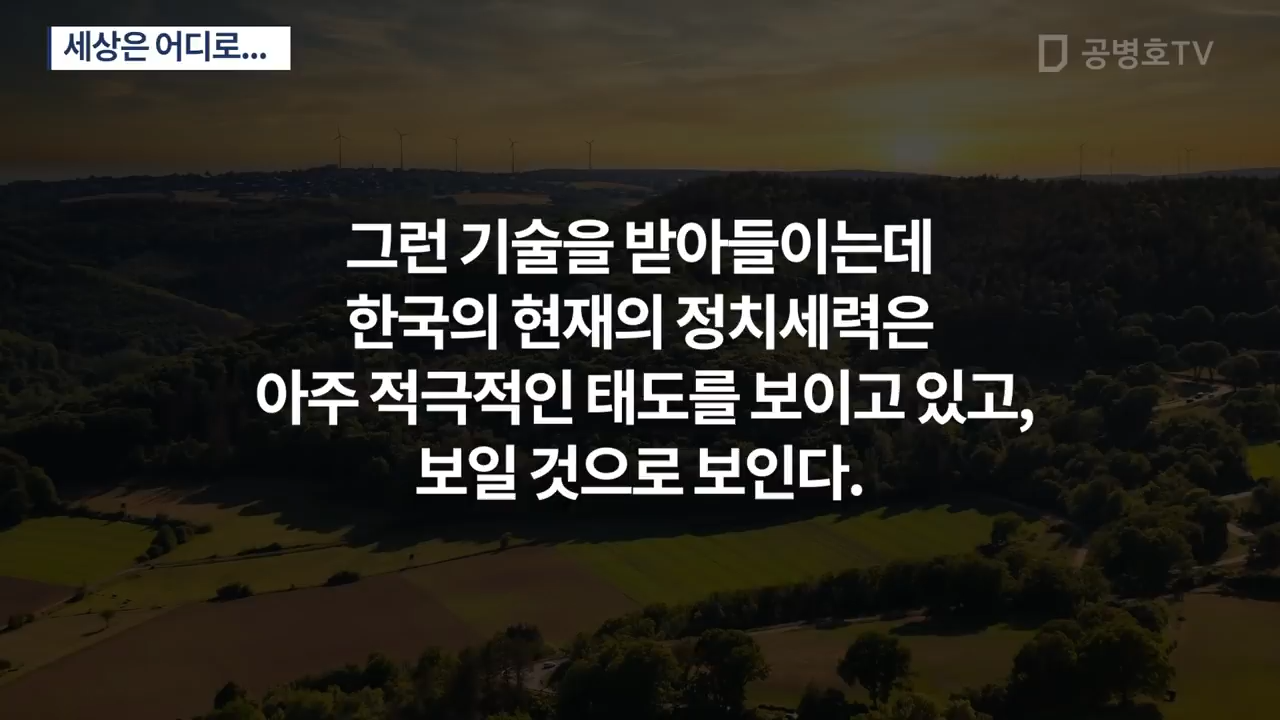 세상은 어디로...
공병호TV
그런 기술을 받아들이는데
한국의 현재의 정치세력은
아주 적극적인 태도를 보이고 있고,
보일 것으로 보인다.